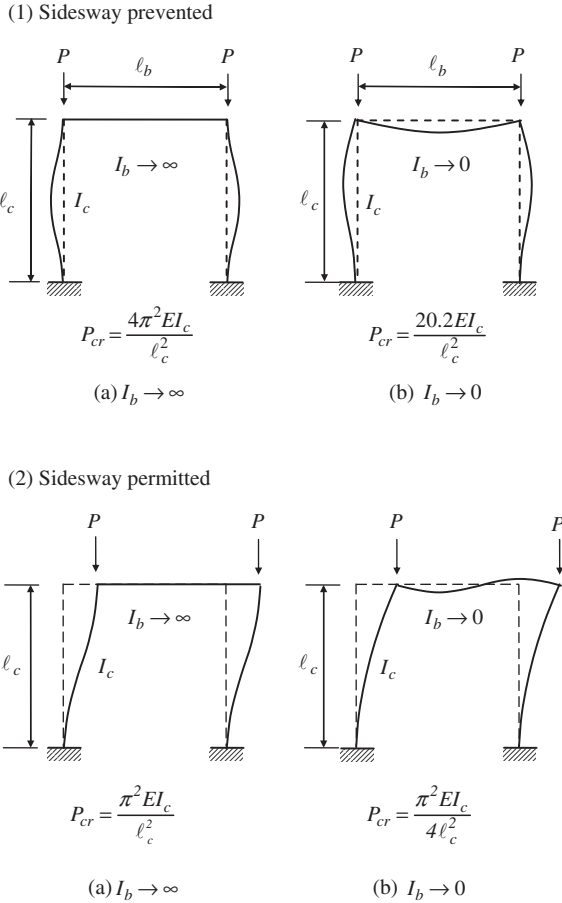 (1) Sidesway prevented
P P P P
ℓ_b ℓ_b
I_b → ∞ I_b → 0
ℓ_c I_c ℓ_c I_c
P_cr = 4π²EI_c / ℓ_c² P_cr = 20.2EI_c / ℓ_c²
(a) I_b → ∞ (b) I_b → 0
(2) Sidesway permitted
P P P P
I_b → ∞ I_b → 0
ℓ_c I_c ℓ_c I_c
P_cr = π²EI_c / ℓ_c² P_cr = π²EI_c / 4ℓ_c²
(a) I_b → ∞ (b) I_b → 0